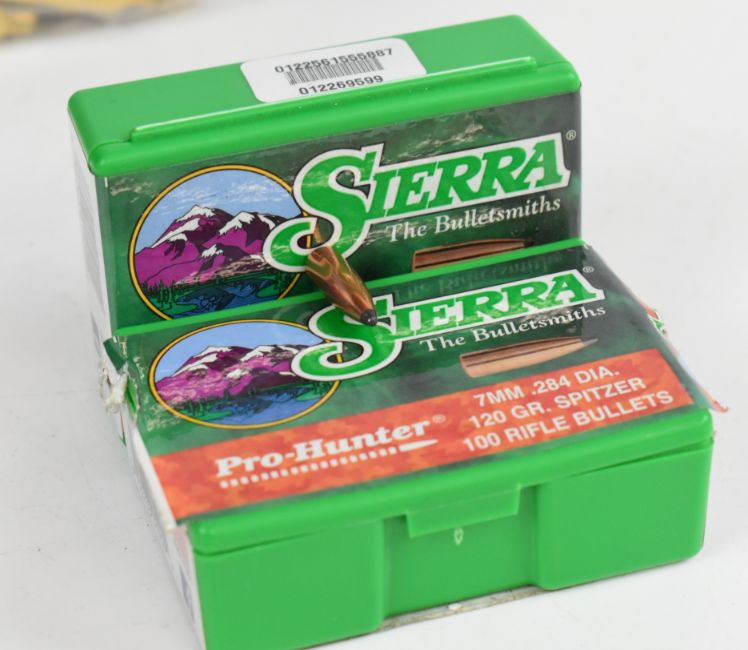 0122561555887
012269599
SIERRA®
The Bulletsmiths
SIERRA®
The Bulletsmiths
7MM .284 DIA.
120 GR. SPITZER
100 RIFLE BULLETS
Pro-Hunter®